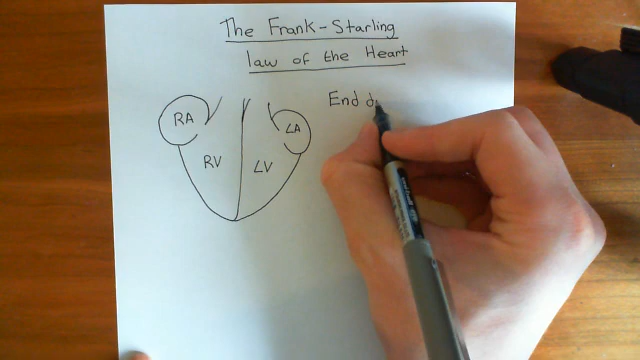 The Frank-Starling
law of the Heart
RA
LA
RV
LV
End d